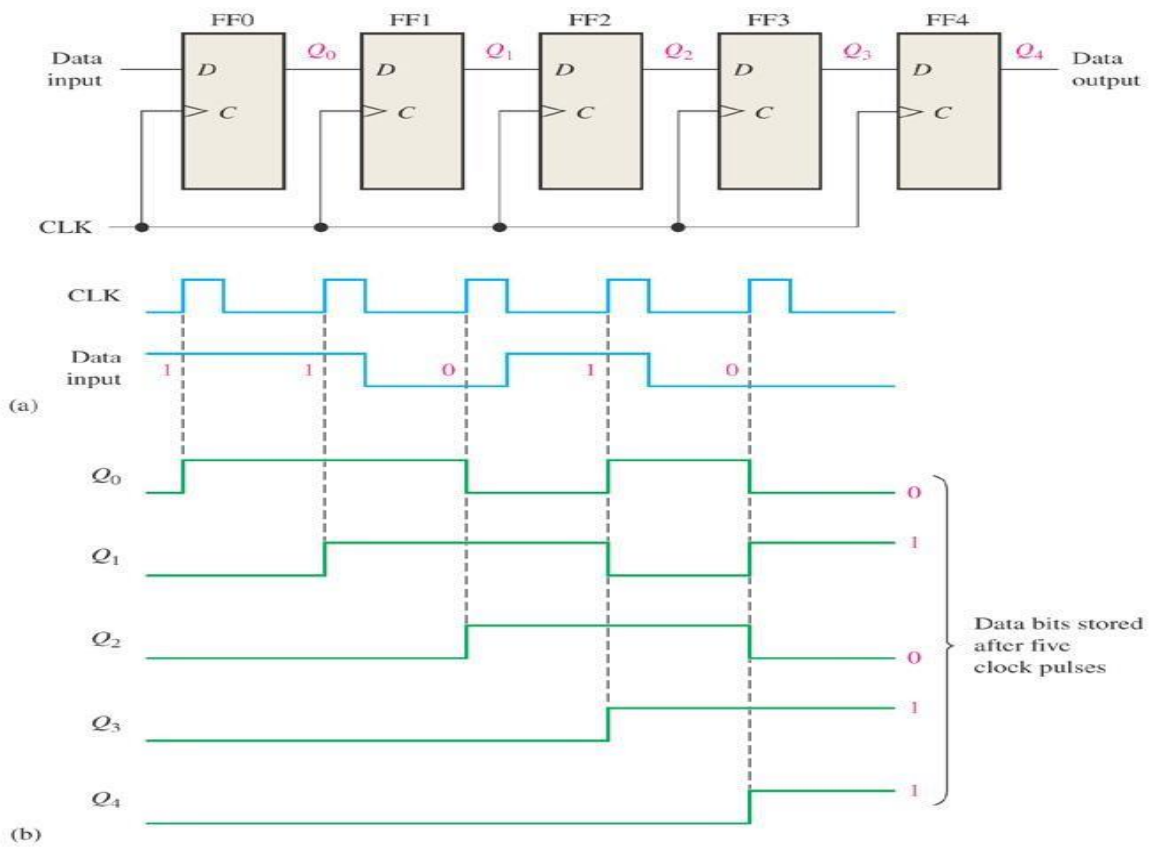 FF0 FF1 FF2 FF3 FF4
Data input
D
C
Q0
D
C
Q1
D
C
Q2
D
C
Q3
D
C
Q4
Data output
CLK
CLK
Data input
1 1 0 1 0
(a)
Q0 0
Q1 1
Q2 0
Q3 1
Q4 1
Data bits stored
after five
clock pulses
(b)